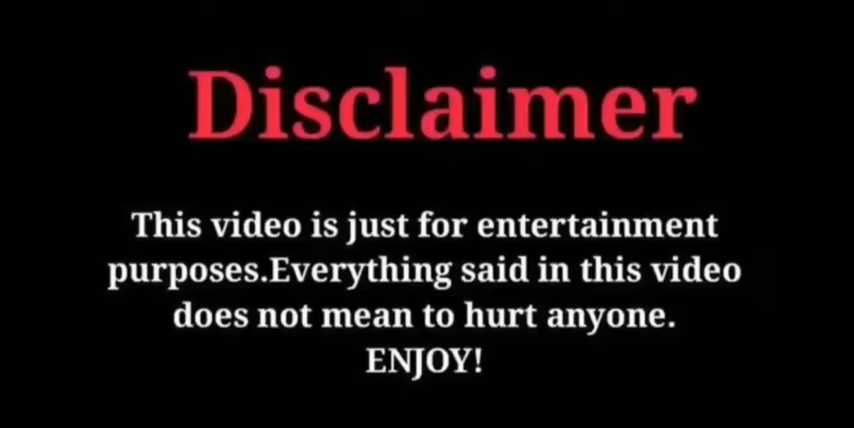 Disclaimer
This video is just for entertainment
purposes.Everything said in this video
does not mean to hurt anyone.
ENJOY!